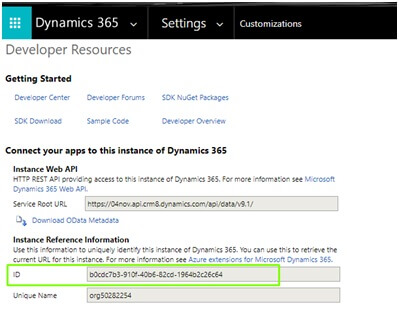 Dynamics 365 Settings Customizations
Developer Resources
Getting Started
Developer Center Developer Forums SDK NuGet Packages
SDK Download Sample Code Developer Overview
Connect your apps to this instance of Dynamics 365
Instance Web API
HTTP REST API providing access to this instance of Dynamics 365. For more information see Microsoft
Dynamics 365 Web API.
Service Root URL https://04nov.api.crm8.dynamics.com/api/data/v9.1/
Download OData Metadata
Instance Reference Information
Use this information to uniquely identify this instance of Dynamics 365. You can use this to retrieve the
current URL for this instance. For more information see Azure extensions for Microsoft Dynamics 365.
ID b0cdc7b3-910f-40b6-82cd-1964b2c26c64
Unique Name org50282254